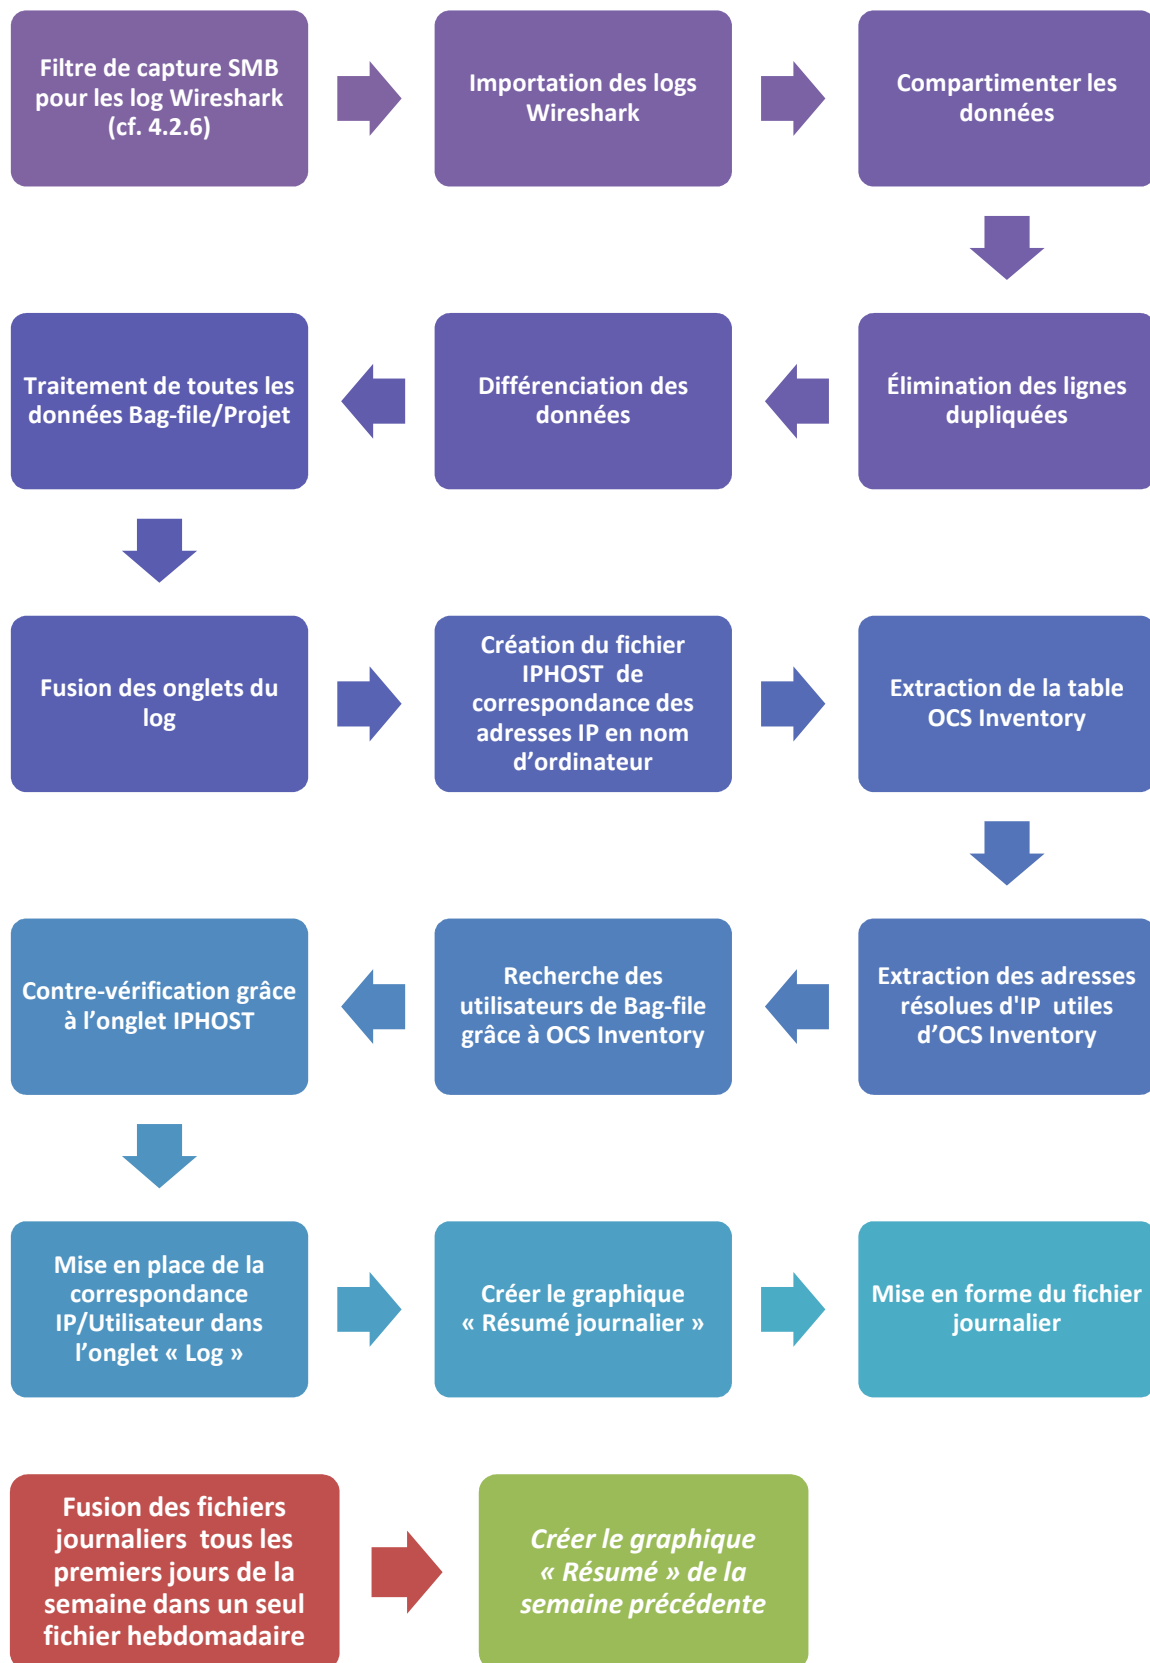 Filtre de capture SMB
pour les log Wireshark
(cf. 4.2.6)
Importation des logs
Wireshark
Compartimenter les
données
Élimination des lignes
dupliquées
Différenciation des
données
Traitement de toutes les
données Bag-file/Projet
Fusion des onglets du
log
Création du fichier
IPHOST  de
correspondance des
adresses IP en nom
d’ordinateur
Extraction de la table
OCS Inventory
Extraction des adresses
résolues d'IP  utiles
d’OCS Inventory
Recherche des
utilisateurs de Bag-file
grâce à OCS Inventory
Contre-vérification grâce
à l’onglet IPHOST
Mise en place de la
correspondance
IP/Utilisateur dans
l’onglet « Log »
Créer le graphique
« Résumé journalier »
Mise en forme du fichier
journalier
Fusion des fichiers
journaliers  tous les
premiers jours de la
semaine dans un seul
fichier hebdomadaire
Créer le graphique
« Résumé » de la
semaine précédente